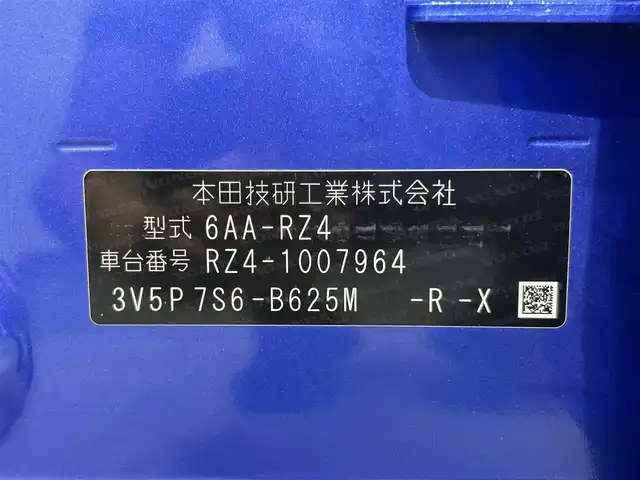 本田技研工業株式会社
型式 6AA-RZ4
車台番号 RZ4-1007964
3V5P7S6-B625M -R -X